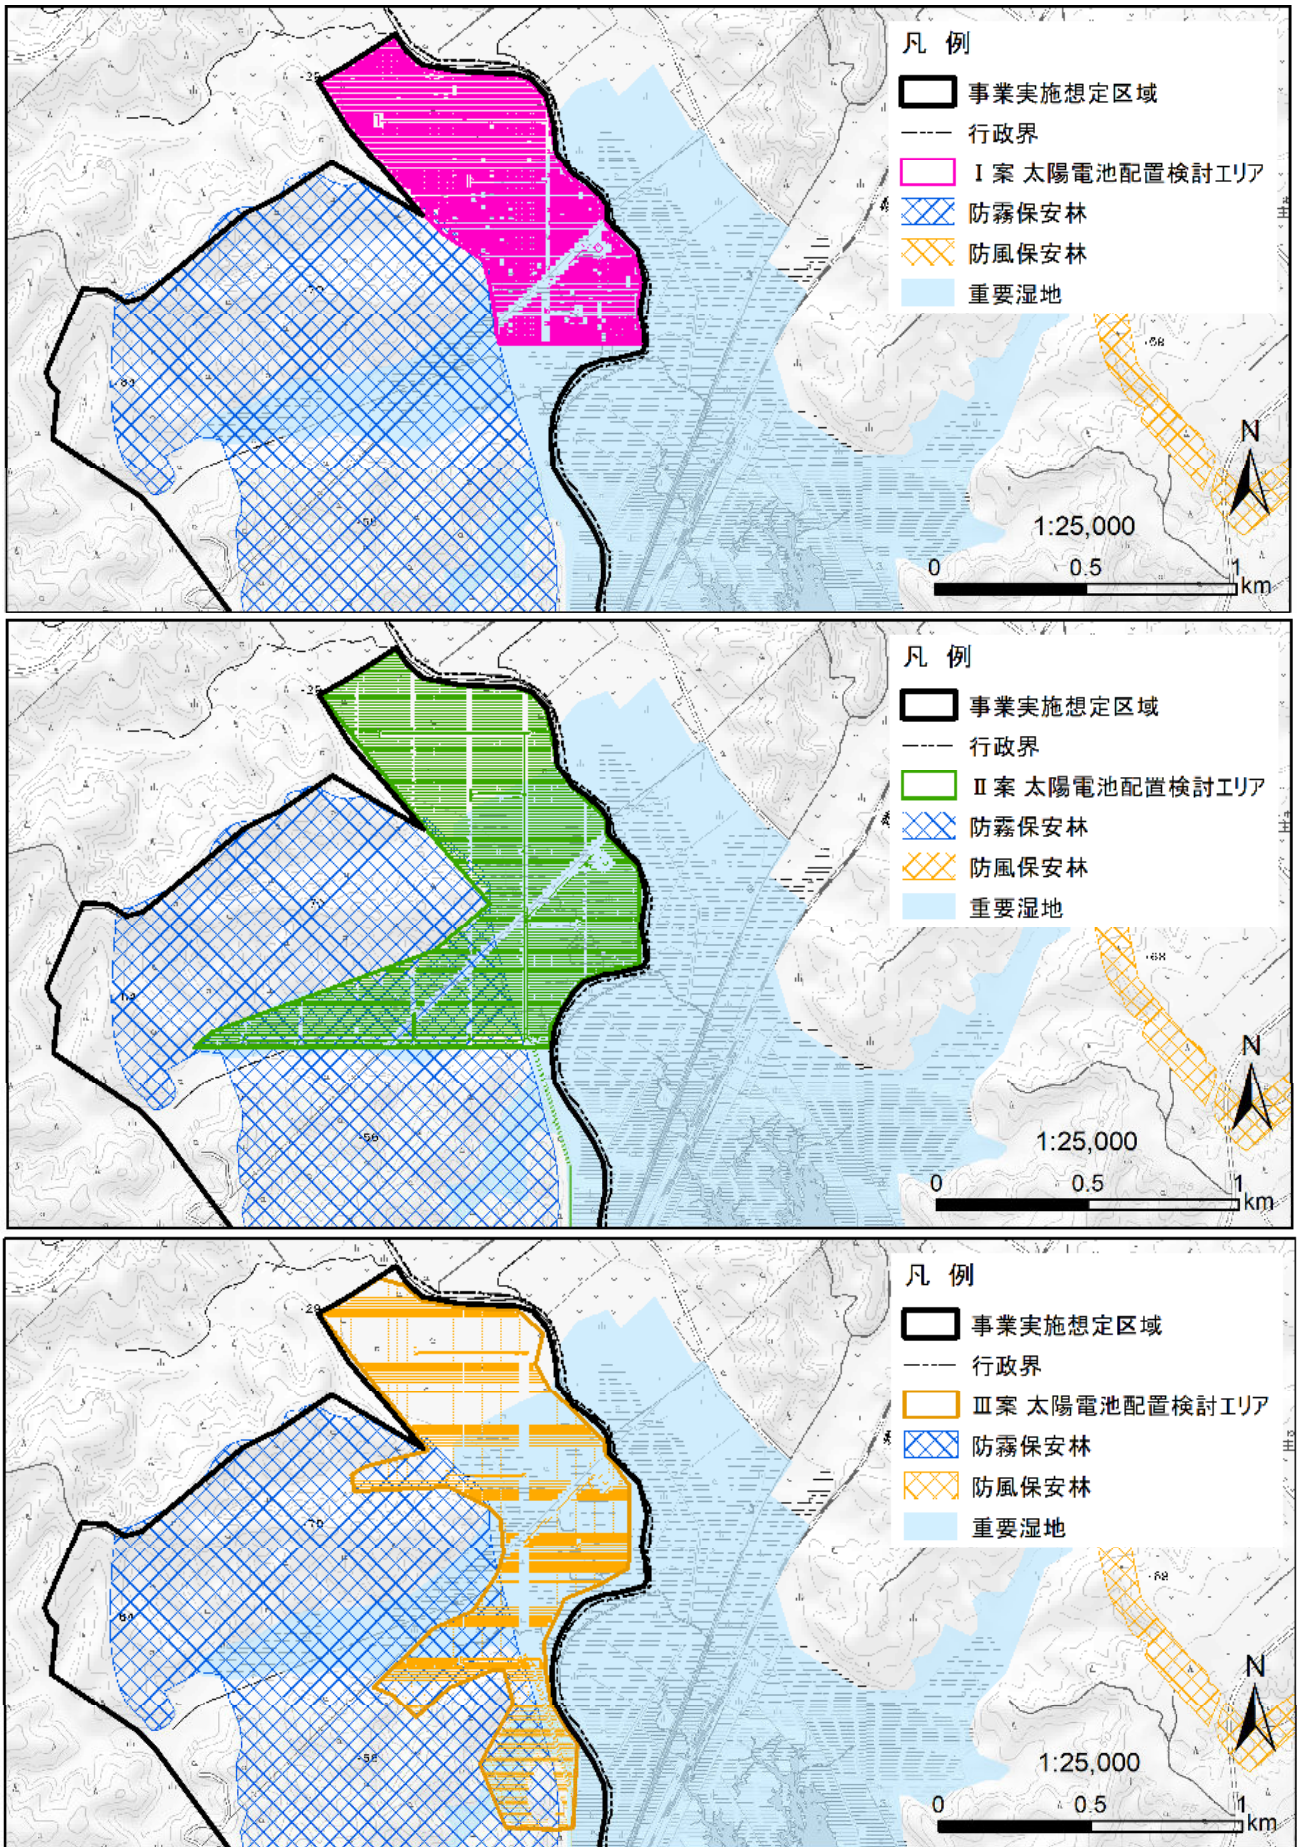 凡 例
事業実施想定区域
行政界
Ⅰ案 太陽電池配置検討エリア
防霧保安林
防風保安林
重要湿地
N
1:25,000
0 0.5 1
km
凡 例
事業実施想定区域
行政界
Ⅱ案 太陽電池配置検討エリア
防霧保安林
防風保安林
重要湿地
N
1:25,000
0 0.5 1
km
凡 例
事業実施想定区域
行政界
Ⅲ案 太陽電池配置検討エリア
防霧保安林
防風保安林
重要湿地
N
1:25,000
0 0.5 1
km